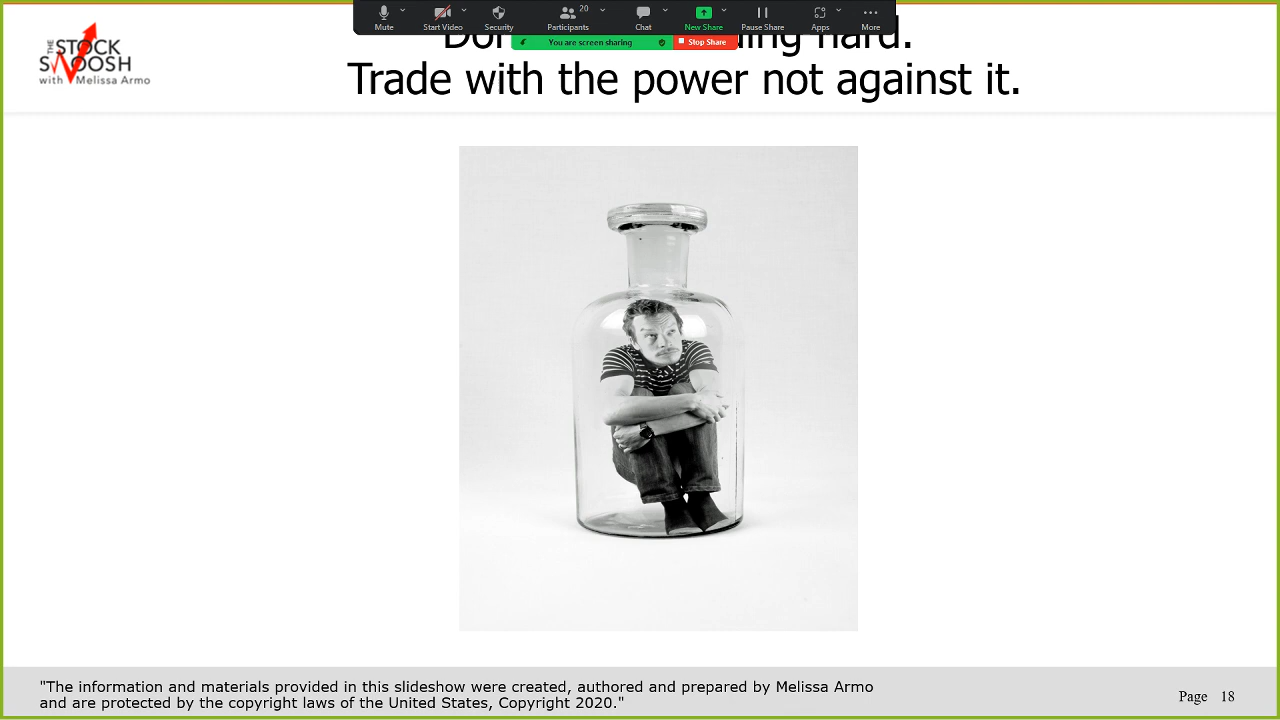 Mute
Start Video
Security
Participants
20
Chat
New Share
Pause Share
Apps
More
You are screen sharing
Stop Share
hard.
Trade with the power not against it.
THE
STOCK
SWOOSH
with Melissa Armo
"The information and materials provided in this slideshow were created, authored and prepared by Melissa Armo
and are protected by the copyright laws of the United States, Copyright 2020."
Page 18